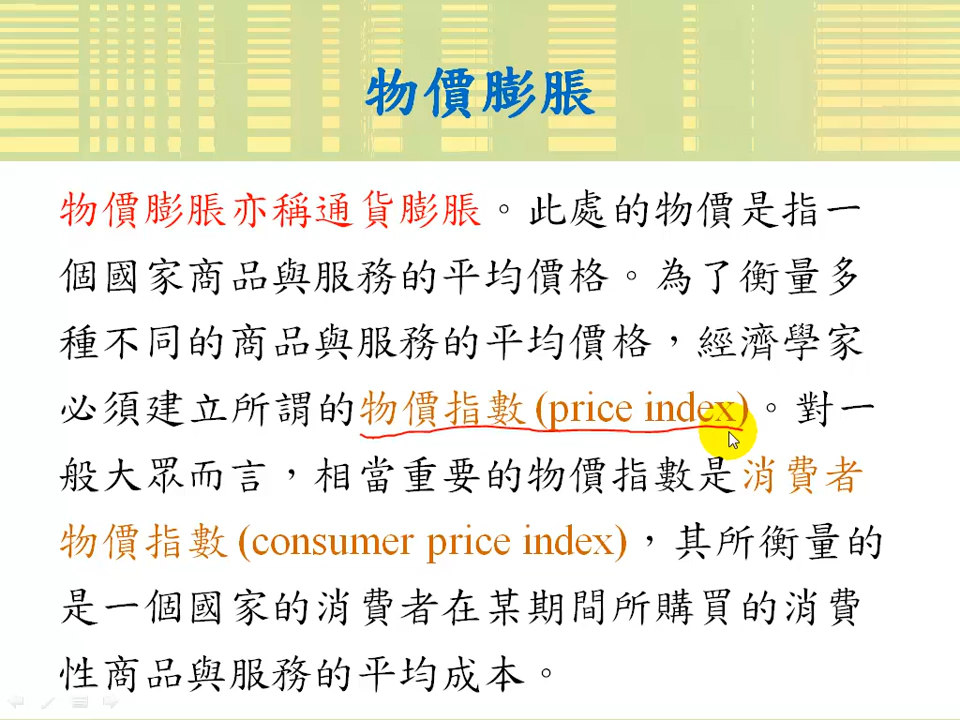 物價膨脹
物價膨脹亦稱通貨膨脹。此處的物價是指一
個國家商品與服務的平均價格。為了衡量多
種不同的商品與服務的平均價格，經濟學家
必須建立所謂的物價指數(price index)。對一
般大眾而言，相當重要的物價指數是消費者
物價指數(consumer price index)，其所衡量的
是一個國家的消費者在某期間所購買的消費
性商品與服務的平均成本。